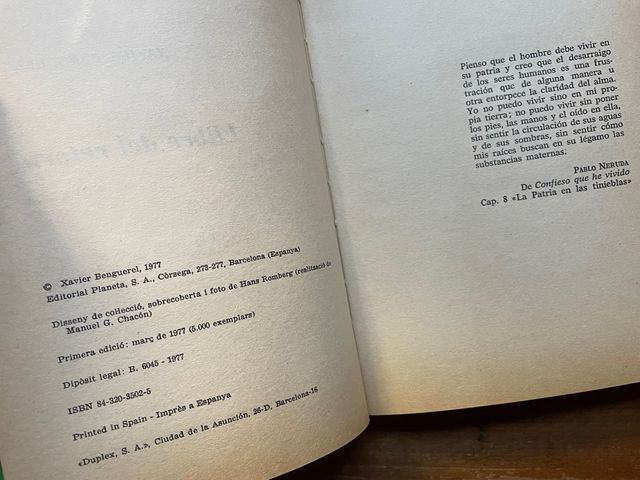 © Xavier Benguerel, 1977
Editorial Planeta, S. A., Còrsega, 273-277, Barcelona (Espanya)
Disseny de col·lecció, sobrecoberta i foto de Hans Romberg (realització de
Manuel G. Chacón)
Primera edició: març de 1977 (5.000 exemplars)
Dipòsit legal: B. 6045 - 1977
ISBN 84-320-3502-5
Printed in Spain - Imprès a Espanya
«Duplex, S. A.», Ciudad de la Asunción, 26-D, Barcelona-16
Pienso que el hombre debe vivir en
su patria y creo que el desarraigo
de los seres humanos es una frus-
tración que de alguna manera u
otra entorpece la claridad del alma.
Yo no puedo vivir sino en mi pro-
pia tierra; no puedo vivir sin poner
los pies, las manos y el oído en ella,
sin sentir la circulación de sus aguas
y de sus sombras, sin sentir cómo
mis raíces buscan en su légamo las
substancias maternas.
PABLO NERUDA
De Confieso que he vivido
Cap. 8 «La Patria en las tinieblas»